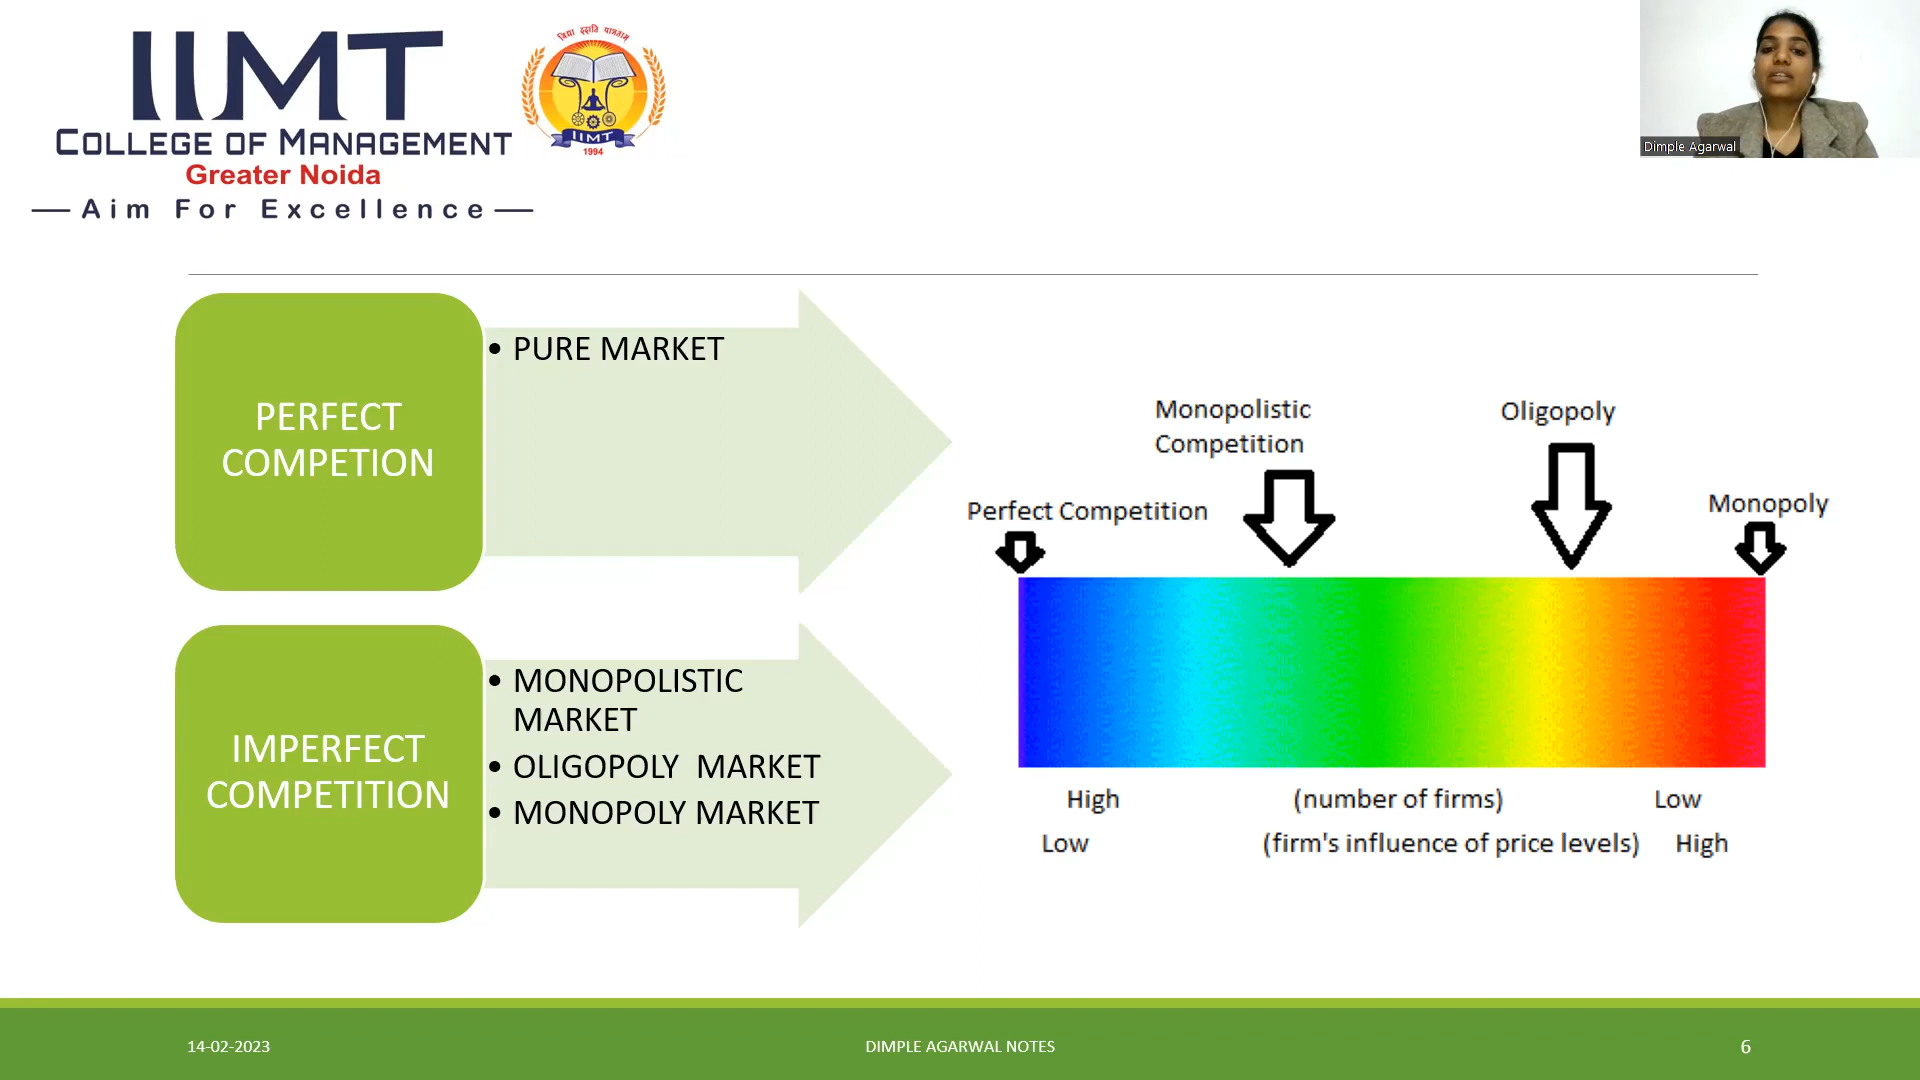 IIMT
COLLEGE OF MANAGEMENT
Greater Noida
Aim For Excellence
विद्या ददाति पात्रताम्
IIMT
1994
Dimple Agarwal
PERFECT
COMPETION
• PURE MARKET
IMPERFECT
COMPETITION
• MONOPOLISTIC
MARKET
• OLIGOPOLY MARKET
• MONOPOLY MARKET
Monopolistic
Competition
Oligopoly
Perfect Competition
Monopoly
High (number of firms) Low
Low (firm's influence of price levels) High
14-02-2023
DIMPLE AGARWAL NOTES
6